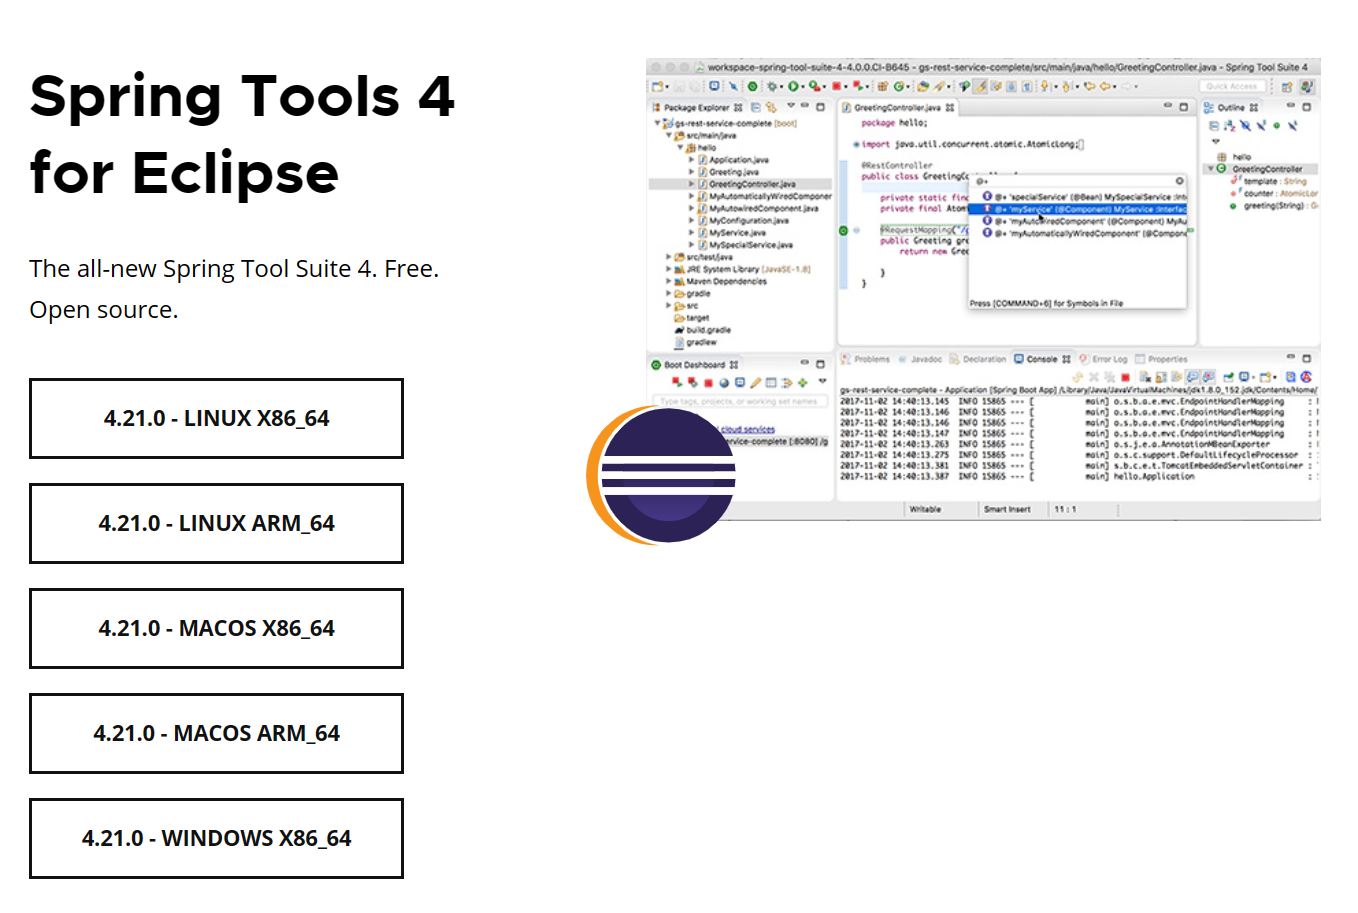 Spring Tools 4
for Eclipse
The all-new Spring Tool Suite 4. Free.
Open source.
4.21.0 - LINUX X86_64
4.21.0 - LINUX ARM_64
4.21.0 - MACOS X86_64
4.21.0 - MACOS ARM_64
4.21.0 - WINDOWS X86_64
workspace-spring-tool-suite-4-4.0.0.CI-B645 - gs-rest-service-complete/src/main/java/hello/GreetingController.java - Spring Tool Suite 4
Quick Access
Package Explorer
gs-rest-service-complete [boot]
src/main/java
hello
Application.java
Greeting.java
GreetingController.java
MyAutomaticallyWiredComponer
MyAutowiredComponent.java
MyConfiguration.java
MyService.java
MySpecialService.java
src/test/java
JRE System Library [JavaSE-1.8]
Maven Dependencies
gradle
src
target
build.gradle
gradlew
GreetingController.java
package hello;
import java.util.concurrent.atomic.AtomicLong;
@RestController
public class GreetingC
private static fin
private final Atom
@RequestMapping("/g
public Greeting gre
return new Gree
}
}
@+
@+ 'specialService' (@Bean) MySpecialService :Int
@+ 'myService' (@Component) MyService :Interfac
@+ 'myAutowiredComponent' (@Component) MyAu
@+ 'myAutomaticallyWiredComponent' (@Compone
Press [COMMAND+6] for Symbols in File
Outline
hello
GreetingController
template : String
counter : AtomicLor
greeting(String) : G
Boot Dashboard
Type tags, projects, or working set names
cloud services
ervice-complete [:8080] /g
Problems Javadoc Declaration Console Error Log Properties
gs-rest-service-complete - Application [Spring Boot App] /Library/Java/JavaVirtualMachines/jdk1.8.0_152.jdk/Contents/Home/
2017-11-02 14:40:13.145 INFO 15865 --- [ main] o.s.b.a.e.mvc.EndpointHandlerMapping :
2017-11-02 14:40:13.146 INFO 15865 --- [ main] o.s.b.a.e.mvc.EndpointHandlerMapping :
2017-11-02 14:40:13.146 INFO 15865 --- [ main] o.s.b.a.e.mvc.EndpointHandlerMapping :
2017-11-02 14:40:13.147 INFO 15865 --- [ main] o.s.b.a.e.mvc.EndpointHandlerMapping :
2017-11-02 14:40:13.263 INFO 15865 --- [ main] o.s.j.e.a.AnnotationMBeanExporter :
2017-11-02 14:40:13.275 INFO 15865 --- [ main] o.s.c.support.DefaultLifecycleProcessor :
2017-11-02 14:40:13.381 INFO 15865 --- [ main] s.b.c.e.t.TomcatEmbeddedServletContainer :
2017-11-02 14:40:13.387 INFO 15865 --- [ main] hello.Application :
Writable Smart Insert 11 : 1